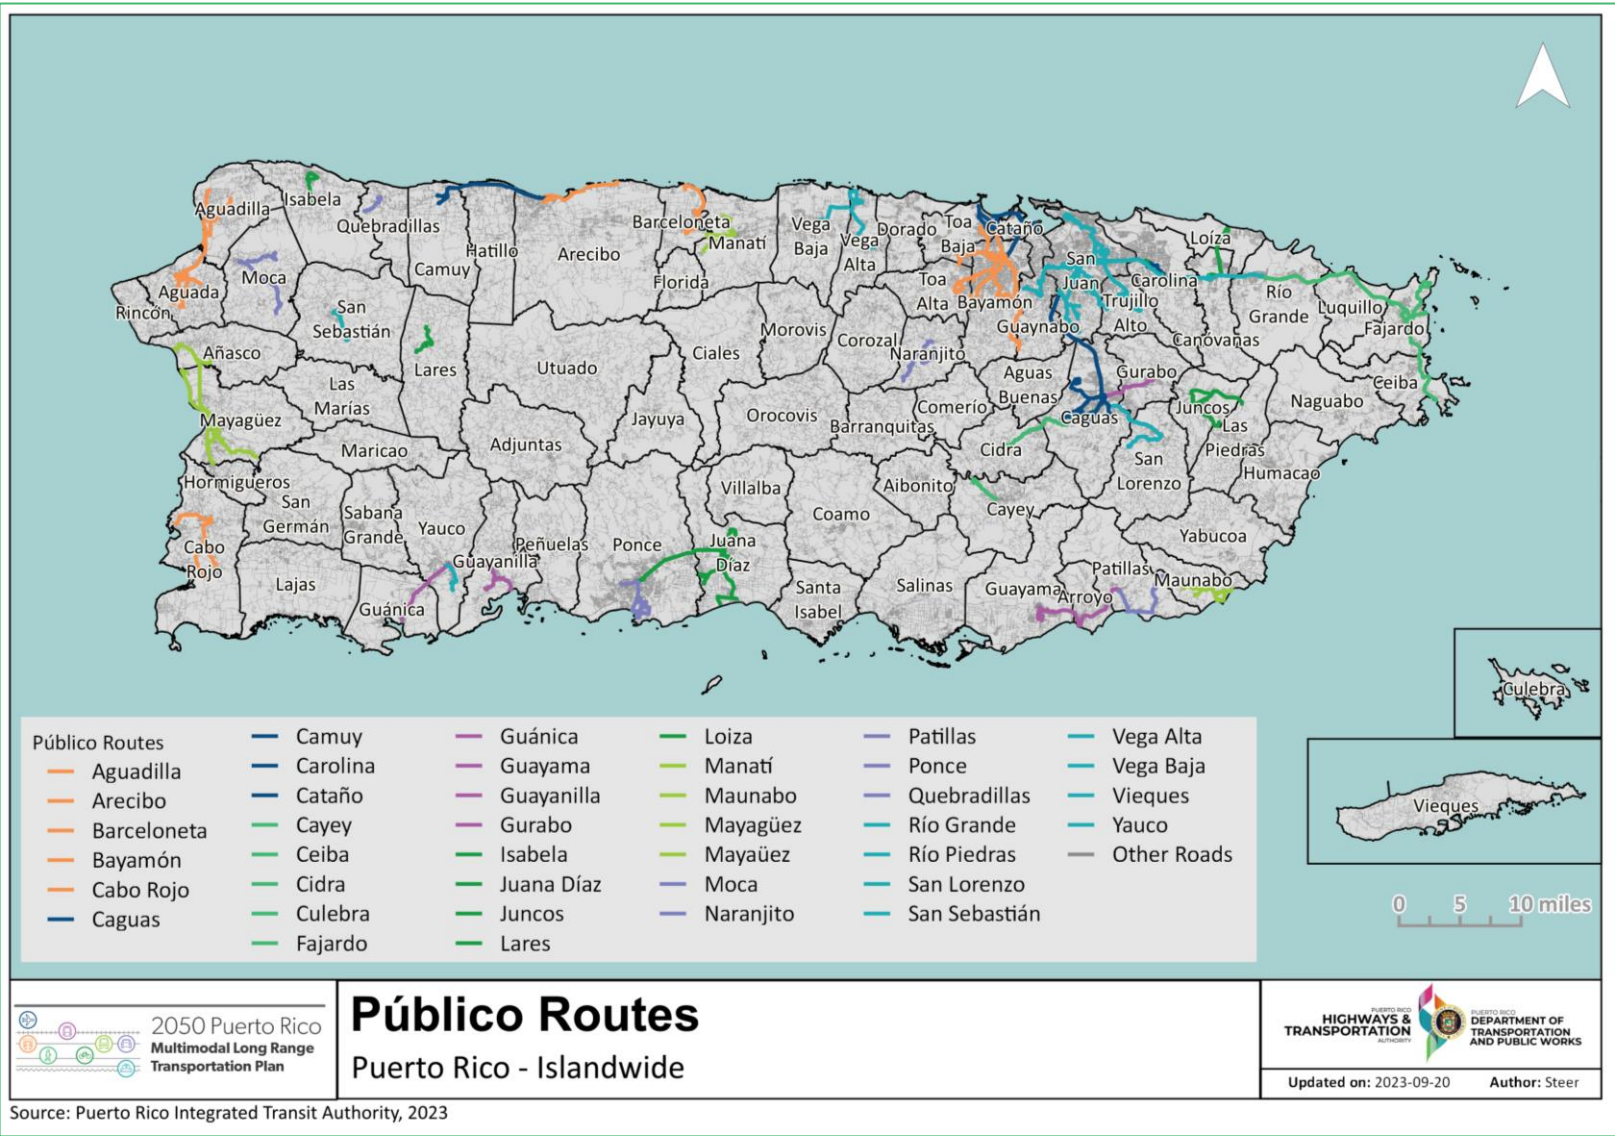 Isabela
Aguadilla
Quebradillas
Hatillo
Camuy
Arecibo
Barceloneta
Manatí
Florida
Vega
Baja
Vega
Alta
Dorado
Toa
Baja
Cataño
Toa
Alta
Bayamón
San
Juan
Guaynabo
Trujillo
Alto
Carolina
Loíza
Canóvanas
Río
Grande
Luquillo
Fajardo
Ceiba
Naguabo
Moca
Aguada
Rincón
San
Sebastián
Añasco
Lares
Las
Marías
Utuado
Ciales
Morovis
Corozal
Naranjito
Aguas
Buenas
Gurabo
Caguas
Juncos
Las
Piedras
Humacao
Mayagüez
Maricao
Adjuntas
Jayuya
Orocovis
Barranquitas
Comerío
Cidra
San
Lorenzo
Hormigueros
San
Germán
Sabana
Grande
Yauco
Guayanilla
Peñuelas
Ponce
Villalba
Juana
Díaz
Coamo
Aibonito
Cayey
Yabucoa
Cabo
Rojo
Lajas
Guánica
Santa
Isabel
Salinas
Guayama
Arroyo
Patillas
Maunabo
Culebra
Vieques
Público Routes
Aguadilla
Arecibo
Barceloneta
Bayamón
Cabo Rojo
Caguas
Camuy
Carolina
Cataño
Cayey
Ceiba
Cidra
Culebra
Fajardo
Guánica
Guayama
Guayanilla
Gurabo
Isabela
Juana Díaz
Juncos
Lares
Loiza
Manatí
Maunabo
Mayagüez
Mayaüez
Moca
Naranjito
Patillas
Ponce
Quebradillas
Río Grande
Río Piedras
San Lorenzo
San Sebastián
Vega Alta
Vega Baja
Vieques
Yauco
Other Roads
0 5 10 miles
2050 Puerto Rico
Multimodal Long Range
Transportation Plan
Público Routes
Puerto Rico - Islandwide
PUERTO RICO
HIGHWAYS &
TRANSPORTATION
AUTHORITY
PUERTO RICO
DEPARTMENT OF
TRANSPORTATION
AND PUBLIC WORKS
Updated on: 2023-09-20 Author: Steer
Source: Puerto Rico Integrated Transit Authority, 2023